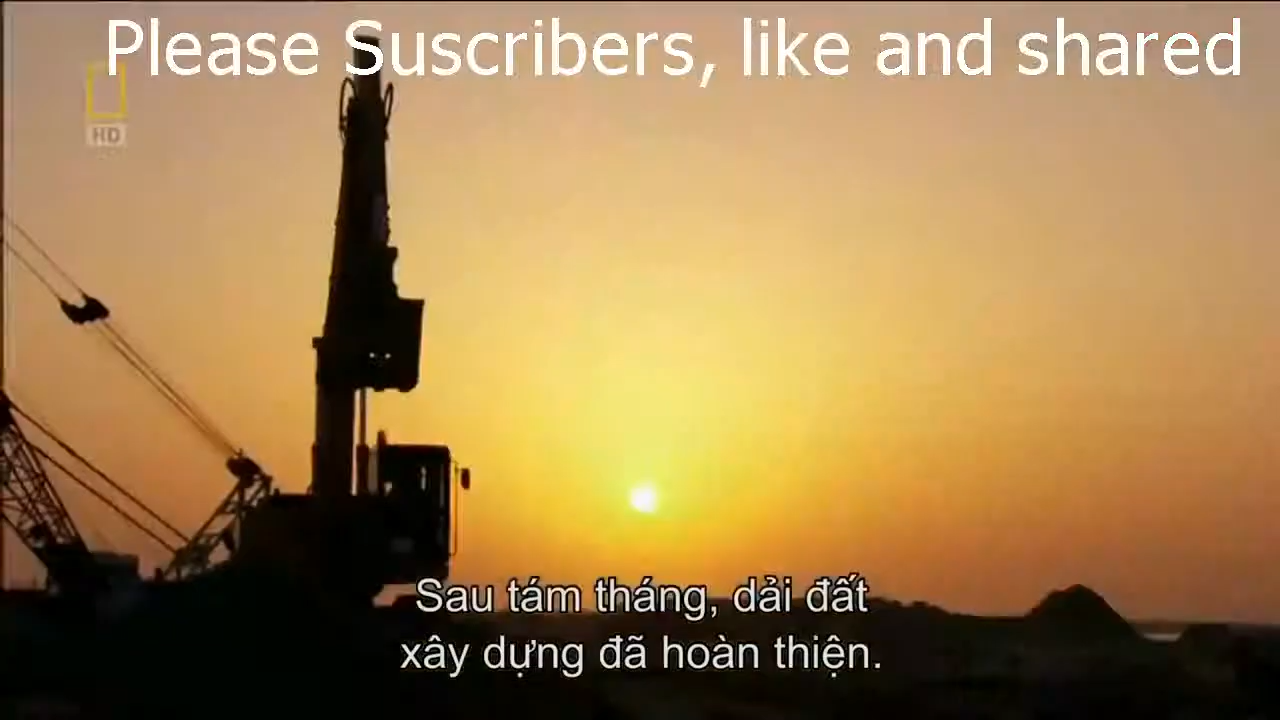 Please Suscribers, like and shared
HD
Sau tám tháng, dải đất
xây dựng đã hoàn thiện.